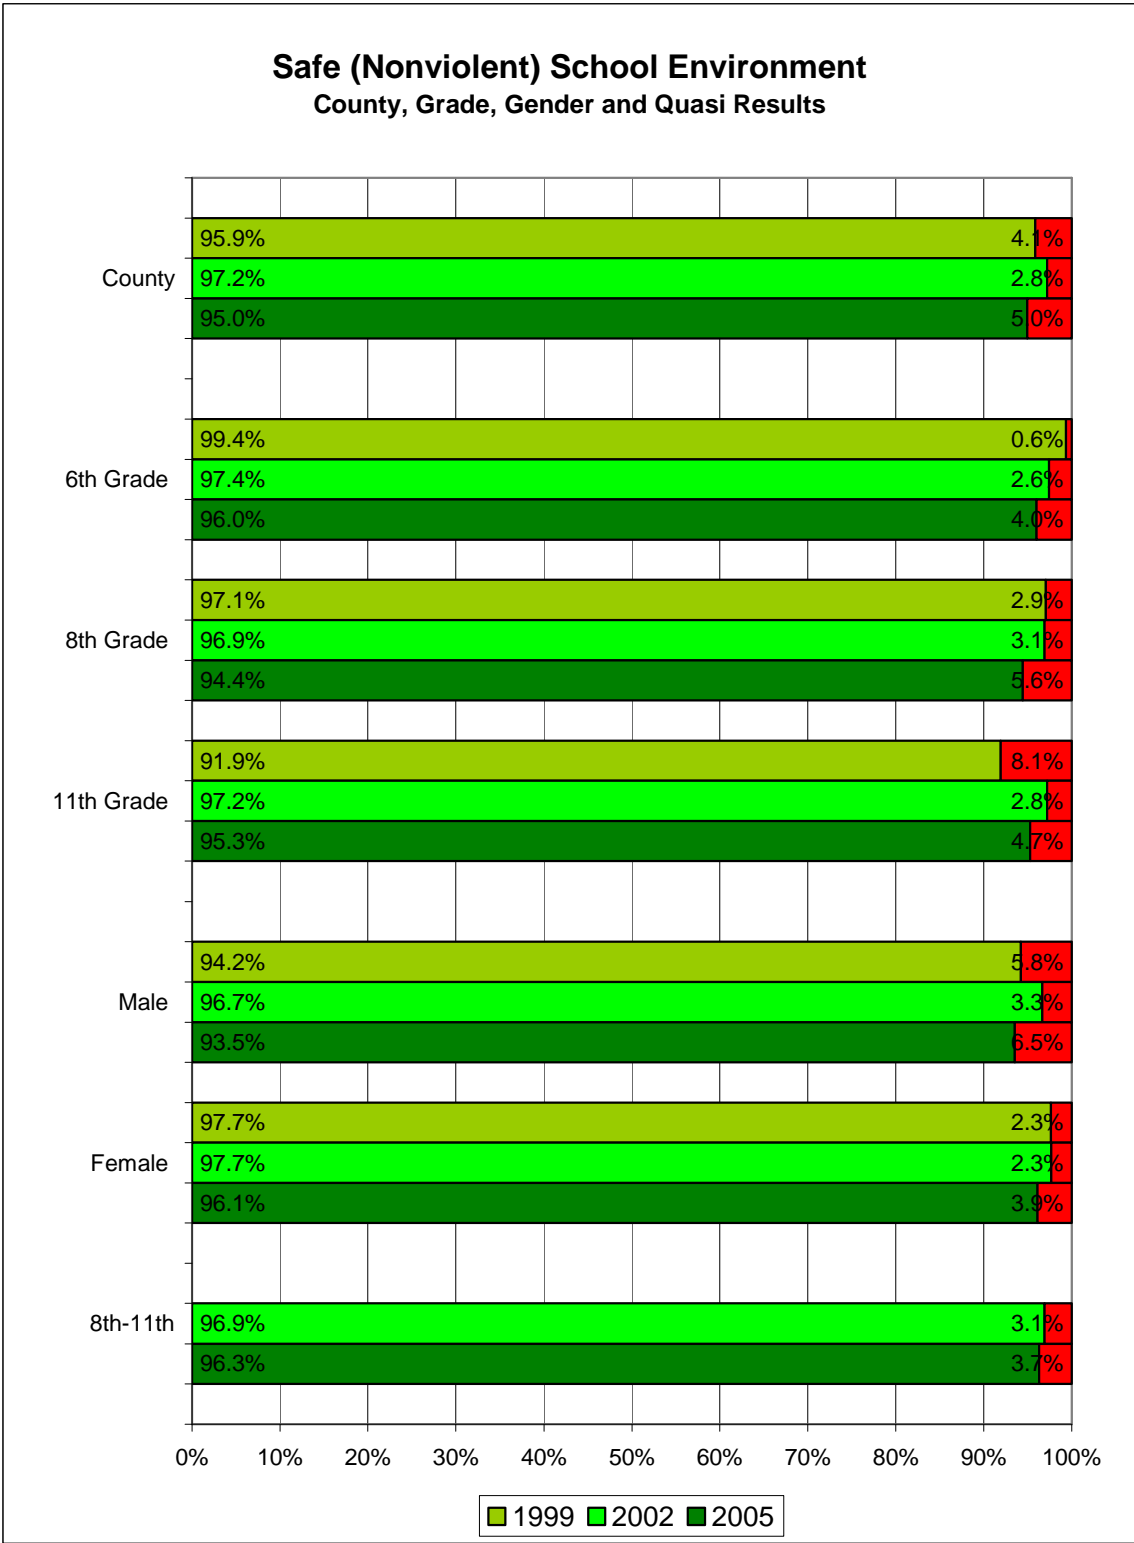 Safe (Nonviolent) School Environment
County, Grade, Gender and Quasi Results
95.9% 4.1%
County 97.2% 2.8%
95.0% 5.0%
99.4% 0.6%
6th Grade 97.4% 2.6%
96.0% 4.0%
97.1% 2.9%
8th Grade 96.9% 3.1%
94.4% 5.6%
91.9% 8.1%
11th Grade 97.2% 2.8%
95.3% 4.7%
94.2% 5.8%
Male 96.7% 3.3%
93.5% 6.5%
97.7% 2.3%
Female 97.7% 2.3%
96.1% 3.9%
8th-11th 96.9% 3.1%
96.3% 3.7%
0% 10% 20% 30% 40% 50% 60% 70% 80% 90% 100%
1999 2002 2005